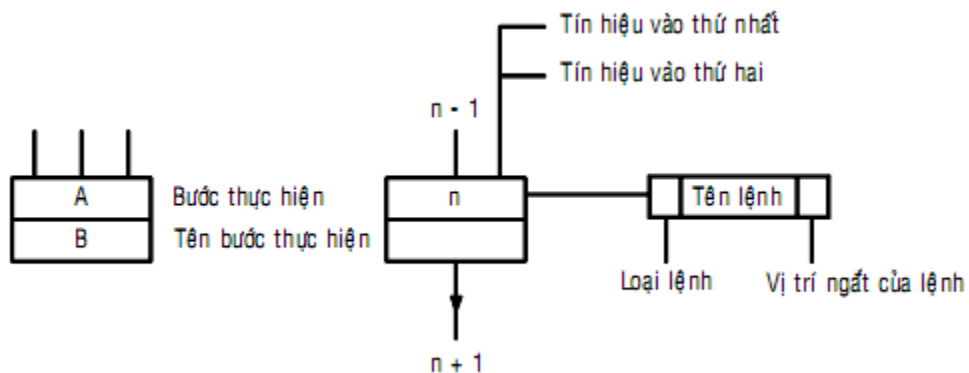 Tín hiệu vào thứ nhất
Tín hiệu vào thứ hai
n - 1
A
Bước thực hiện
n
Tên lệnh
B
Tên bước thực hiện
Loại lệnh
Vị trí ngắt của lệnh
n + 1